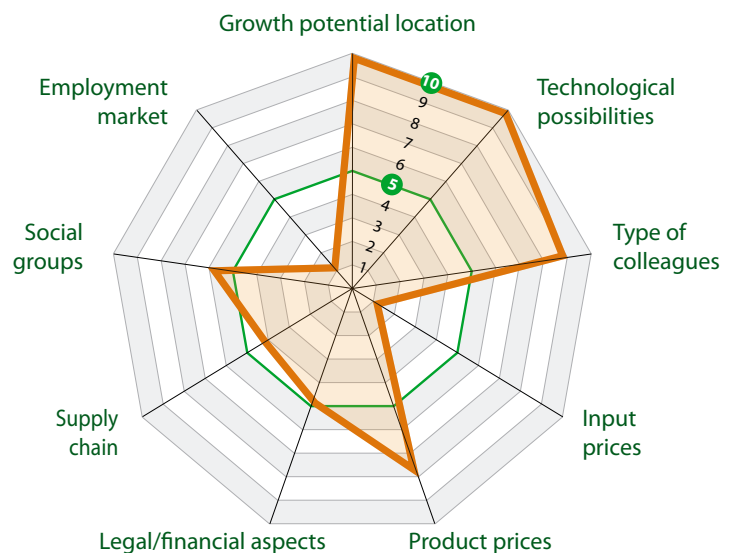 Growth potential location
Employment
market
Technological
possibilities
10
9
8
7
6
5
4
3
2
1
Social
groups
Type of
colleagues
Supply
chain
Input
prices
Legal/financial aspects
Product prices